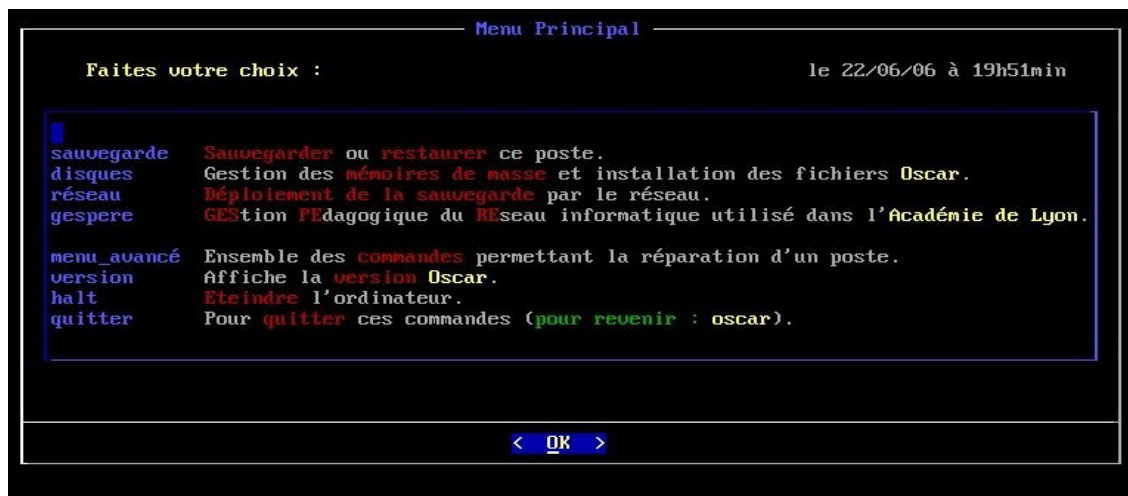 Menu Principal
Faites votre choix : le 22/06/06 à 19h51min
sauvegarde Sauvegarder ou restaurer ce poste.
disques Gestion des mémoires de masse et installation des fichiers Oscar.
réseau Déploiement de la sauvegarde par le réseau.
gespere GEStion PEdagogique du REseau informatique utilisé dans l'Académie de Lyon.
menu_avancé Ensemble des commandes permettant la réparation d'un poste.
version Affiche la version Oscar.
halt Eteindre l'ordinateur.
quitter Pour quitter ces commandes (pour revenir : oscar).
< OK >